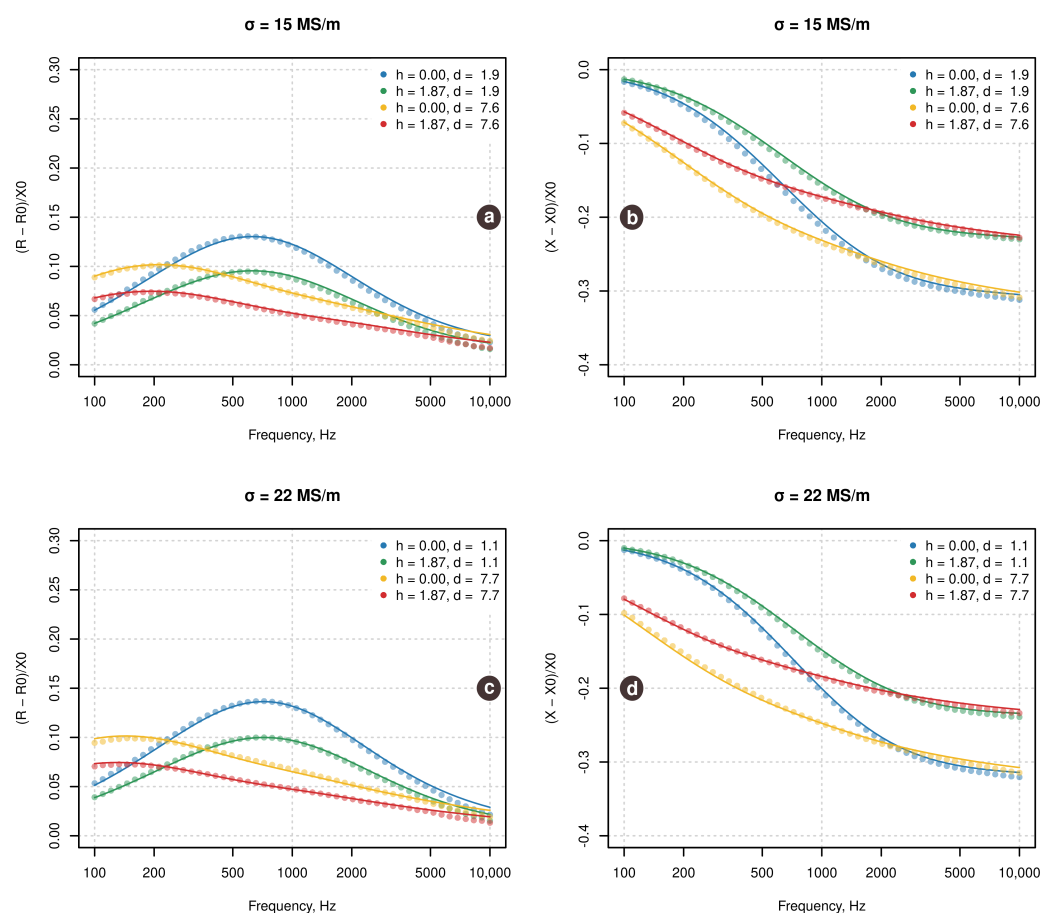 σ = 15 MS/m
(R − R0)/X0
0.30
0.25
0.20
0.15
0.10
0.05
0.00
h = 0.00, d = 1.9
h = 1.87, d = 1.9
h = 0.00, d = 7.6
h = 1.87, d = 7.6
a
100 200 500 1000 2000 5000 10,000
Frequency, Hz
σ = 15 MS/m
(X − X0)/X0
0.0
-0.1
-0.2
-0.3
-0.4
h = 0.00, d = 1.9
h = 1.87, d = 1.9
h = 0.00, d = 7.6
h = 1.87, d = 7.6
b
100 200 500 1000 2000 5000 10,000
Frequency, Hz
σ = 22 MS/m
(R − R0)/X0
0.30
0.25
0.20
0.15
0.10
0.05
0.00
h = 0.00, d = 1.1
h = 1.87, d = 1.1
h = 0.00, d = 7.7
h = 1.87, d = 7.7
c
100 200 500 1000 2000 5000 10,000
Frequency, Hz
σ = 22 MS/m
(X − X0)/X0
0.0
-0.1
-0.2
-0.3
-0.4
h = 0.00, d = 1.1
h = 1.87, d = 1.1
h = 0.00, d = 7.7
h = 1.87, d = 7.7
d
100 200 500 1000 2000 5000 10,000
Frequency, Hz